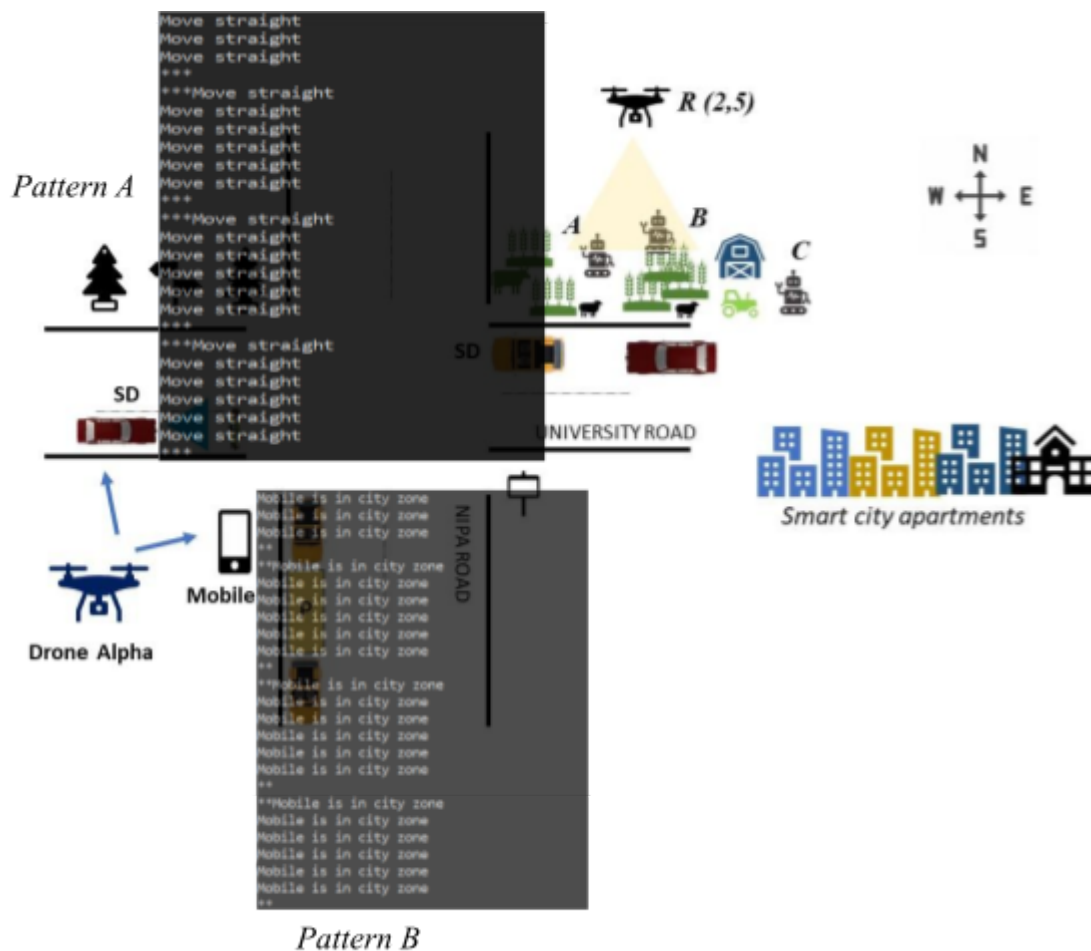 Move straight
Move straight
Move straight
***
***Move straight
Move straight
Move straight
Move straight
Move straight
Move straight
***
***Move straight
Move straight
Move straight
Move straight
Move straight
Move straight
***
***Move straight
Move straight
Move straight
Move straight
Move straight
Move straight
***
Pattern A
R (2,5)
N
W E
S
A
B
C
SD
SD
UNIVERSITY ROAD
Smart city apartments
NIPA ROAD
Mobile
Drone Alpha
Mobile is in city zone
Mobile is in city zone
Mobile is in city zone
**
**Mobile is in city zone
Mobile is in city zone
Mobile is in city zone
Mobile is in city zone
Mobile is in city zone
Mobile is in city zone
**
**Mobile is in city zone
Mobile is in city zone
Mobile is in city zone
Mobile is in city zone
Mobile is in city zone
Mobile is in city zone
**
**Mobile is in city zone
Mobile is in city zone
Mobile is in city zone
Mobile is in city zone
Mobile is in city zone
Mobile is in city zone
**
Pattern B